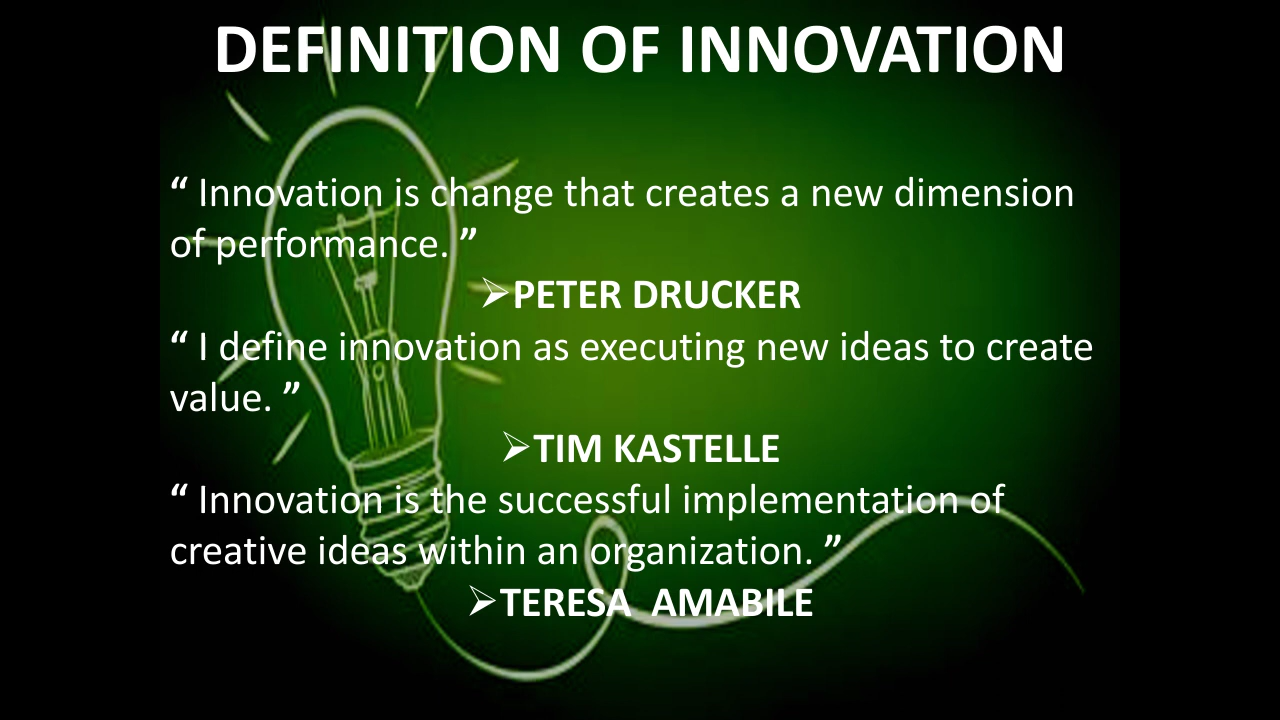 DEFINITION OF INNOVATION
“ Innovation is change that creates a new dimension
of performance. ”
➢PETER DRUCKER
“ I define innovation as executing new ideas to create
value. ”
➢TIM KASTELLE
“ Innovation is the successful implementation of
creative ideas within an organization. ”
➢TERESA  AMABILE